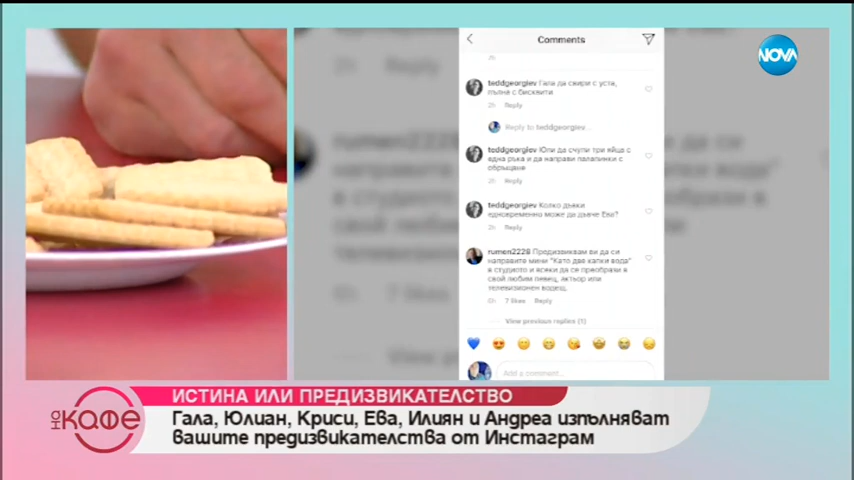 Comments
NOVA
2h
teddgeorgiev Гала да свири с уста,
пълна с бисквити
2h Reply
Reply to teddgeorgiev...
teddgeorgiev Юли да счупи три яйца с
една ръка и да направи палачинки с
обръщане
2h Reply
teddgeorgiev Колко дъвки
едновременно може да дъвче Ева?
2h Reply
rumen2228 Предизвиквам ви да си
направите мини "Като две капки вода"
в студиото и всеки да се преобрази в
свой любим певец, актьор или
телевизионен водещ.
6h 7 likes Reply
View previous replies (1)
Add a comment...
ИСТИНА ИЛИ ПРЕДИЗВИКАТЕЛСТВО
НА КАФЕ
Гала, Юлиан, Криси, Ева, Илиян и Андреа изпълняват
вашите предизвикателства от Инстаграм